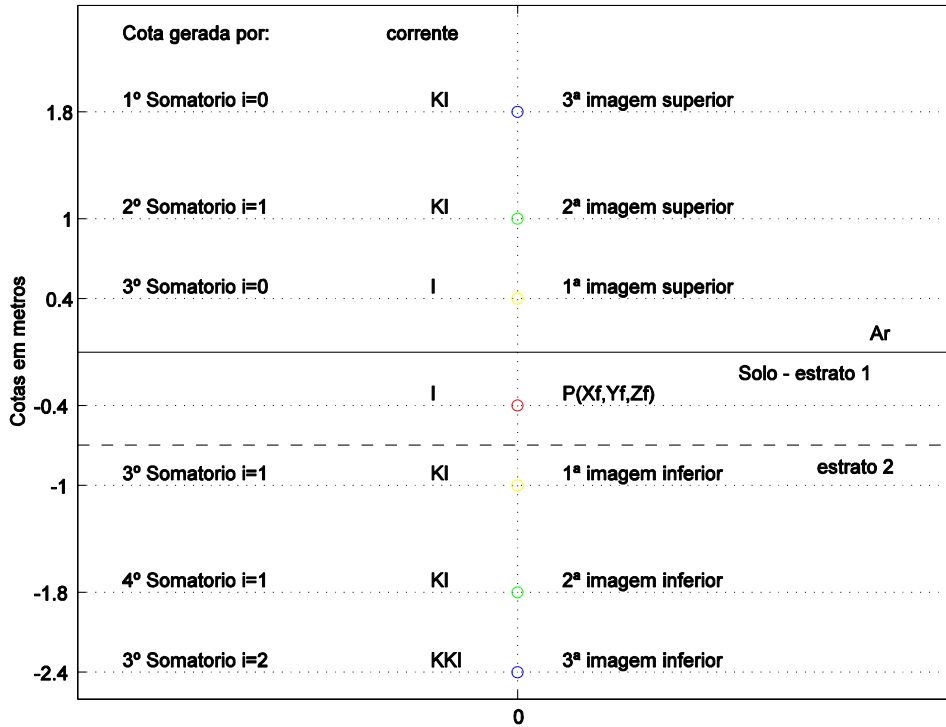 Cota gerada por: corrente
1º Somatorio i=0 KI 3ª imagem superior
1.8
2º Somatorio i=1 KI 2ª imagem superior
1
3º Somatorio i=0 I 1ª imagem superior
0.4
Ar
Solo - estrato 1
I P(Xf,Yf,Zf)
-0.4
estrato 2
3º Somatorio i=1 KI 1ª imagem inferior
-1
4º Somatorio i=1 KI 2ª imagem inferior
-1.8
3º Somatorio i=2 KKI 3ª imagem inferior
-2.4
0
Cotas em metros